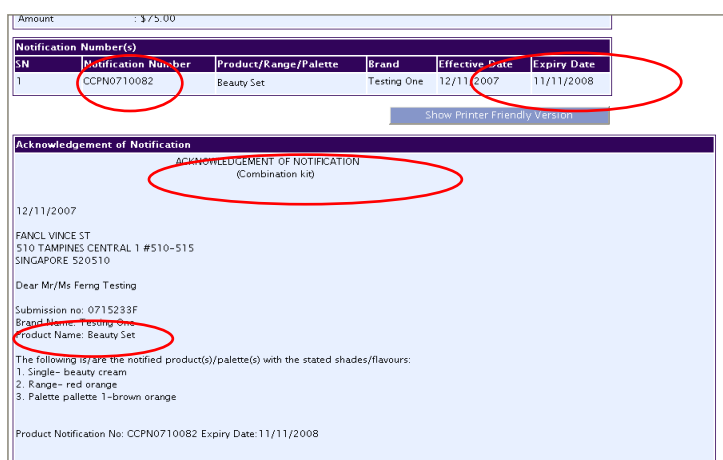 Amount : $75.00
Notification Number(s)
SN Notification Number Product/Range/Palette Brand Effective Date Expiry Date
1 CCPN0710082 Beauty Set Testing One 12/11/2007 11/11/2008
Show Printer Friendly Version
Acknowledgement of Notification
ACKNOWLEDGEMENT OF NOTIFICATION
(Combination kit)
12/11/2007
FANCL VINCE ST
510 TAMPINES CENTRAL 1 #510-515
SINGAPORE 520510
Dear Mr/Ms Ferng Testing
Submission no: 0715233F
Brand Name: Testing One
Product Name: Beauty Set
The following is/are the notified product(s)/palette(s) with the stated shades/flavours:
1. Single- beauty cream
2. Range- red orange
3. Palette pallette 1-brown orange
Product Notification No: CCPN0710082 Expiry Date:11/11/2008